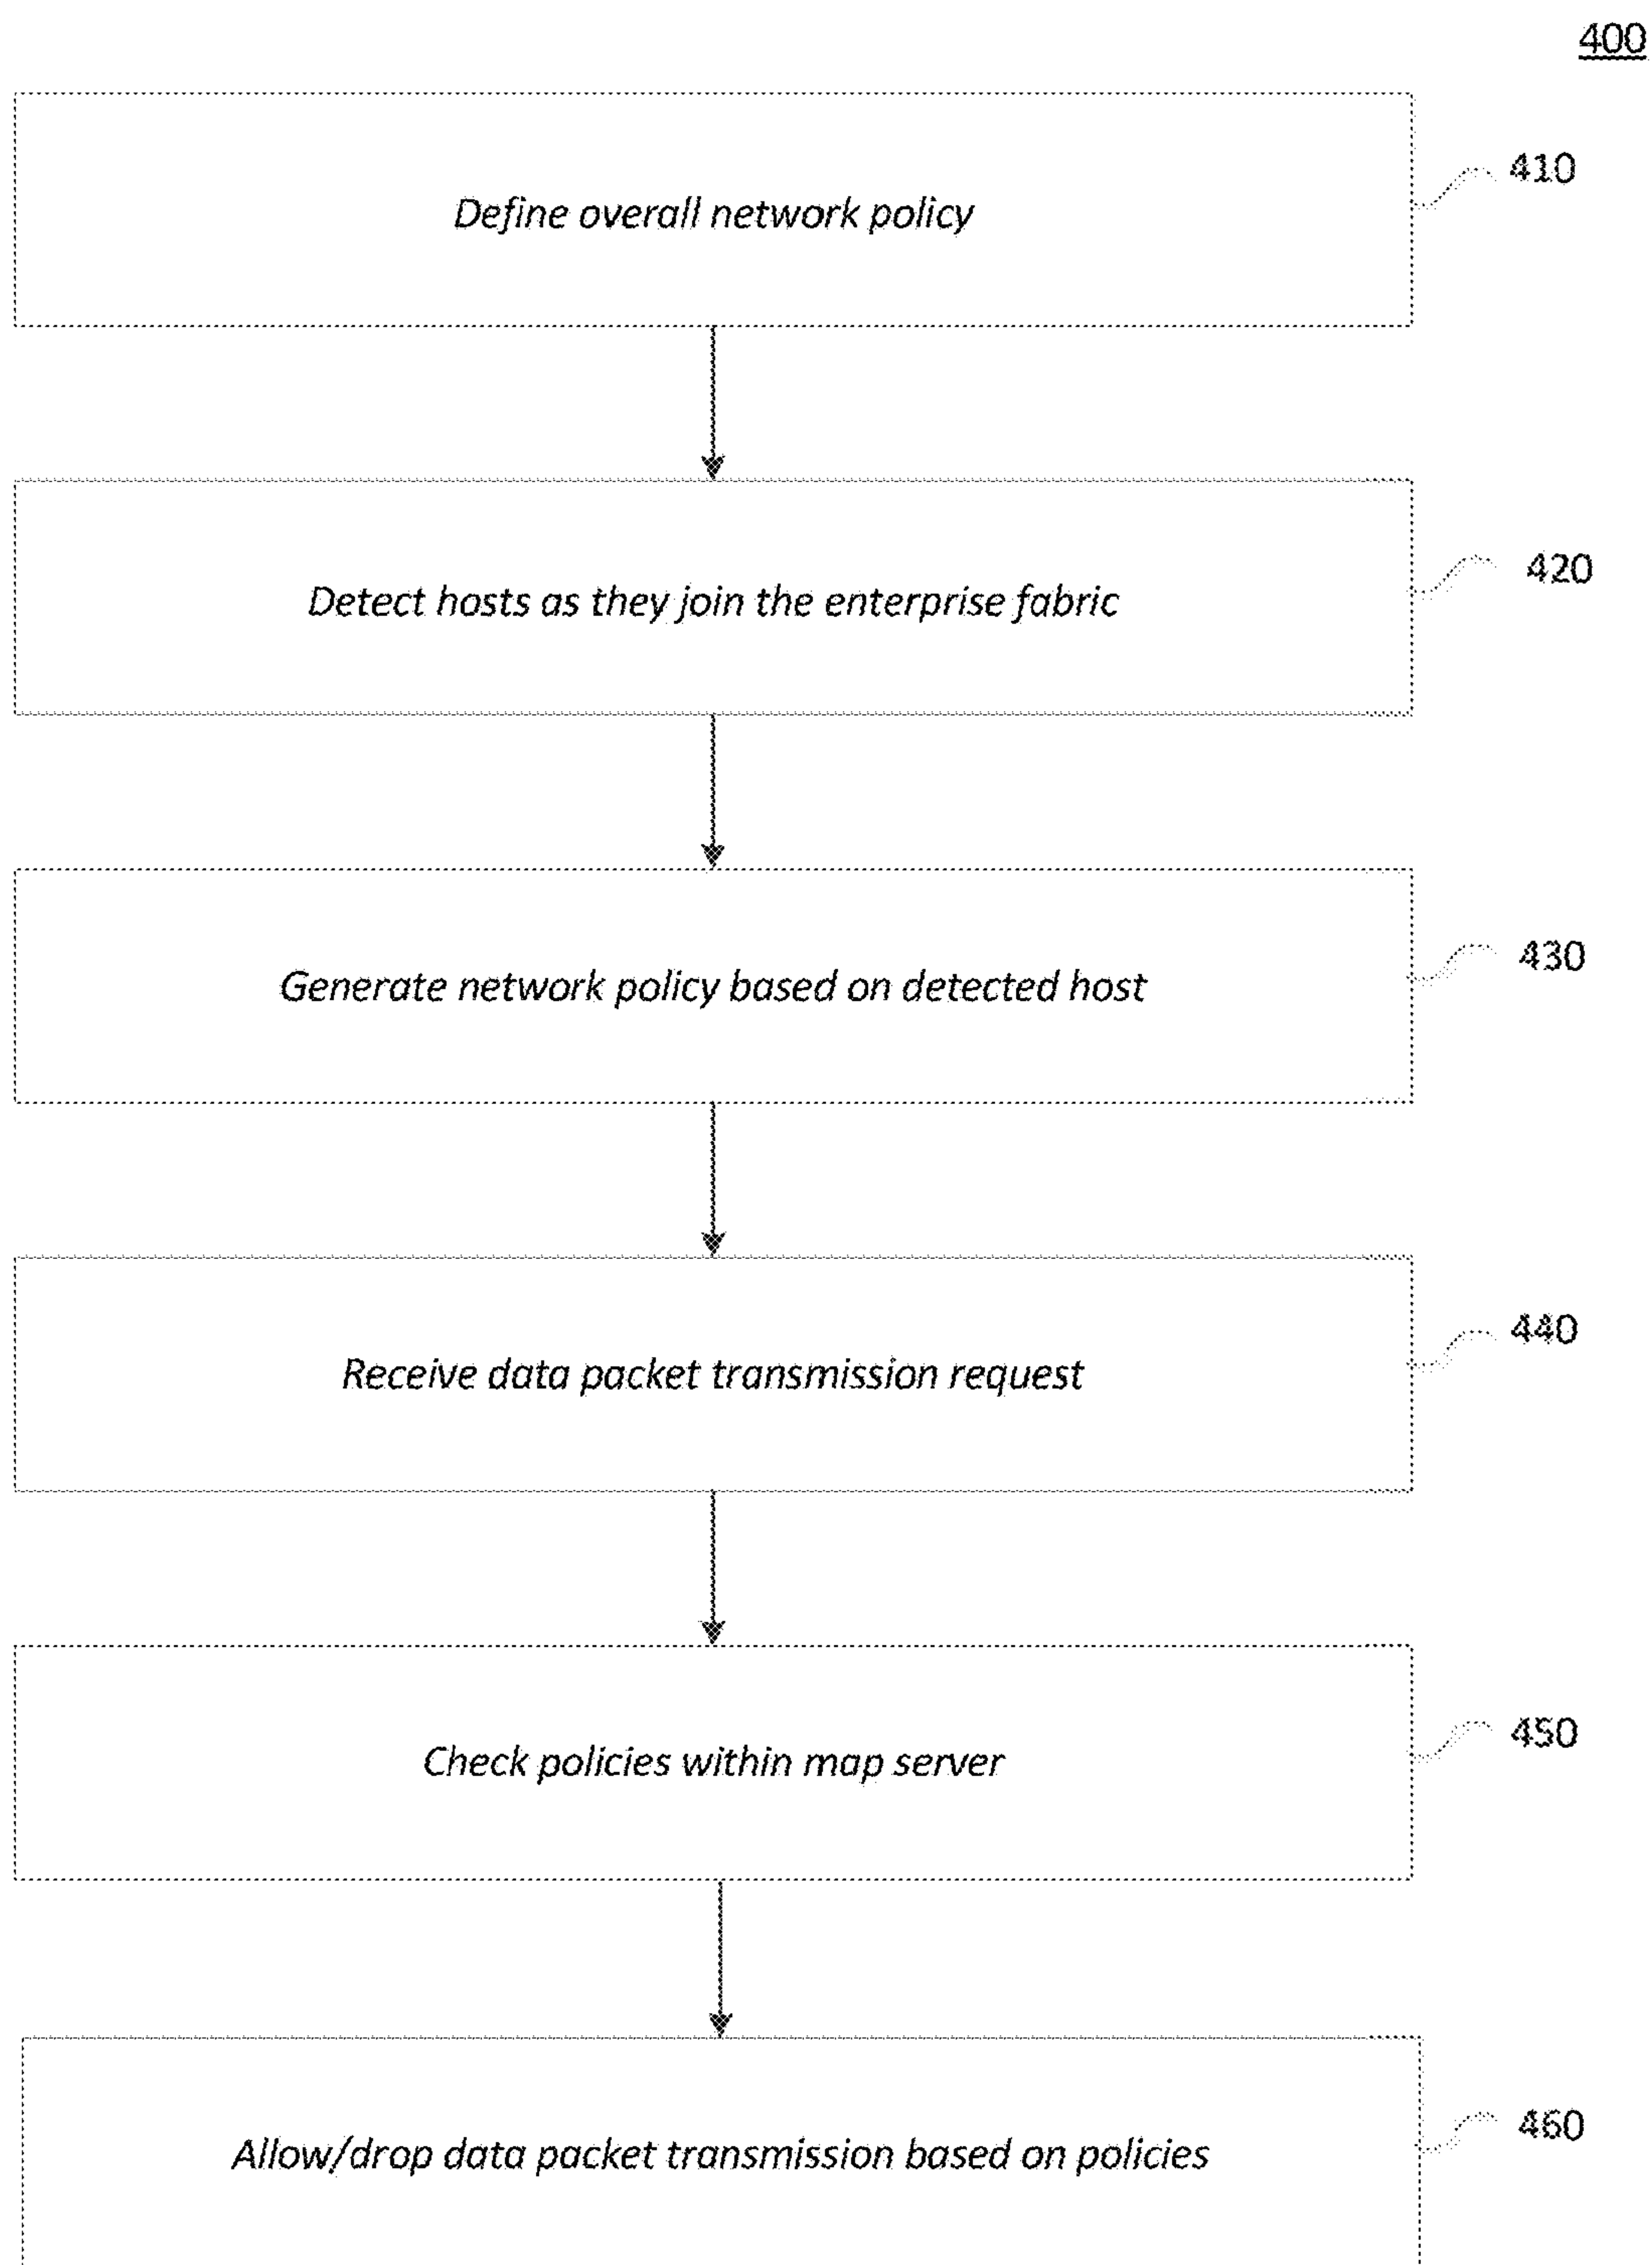 400
Define overall network policy
410
Detect hosts as they join the enterprise fabric
420
Generate network policy based on detected host
430
Receive data packet transmission request
440
Check policies within map server
450
Allow/drop data packet transmission based on policies
460